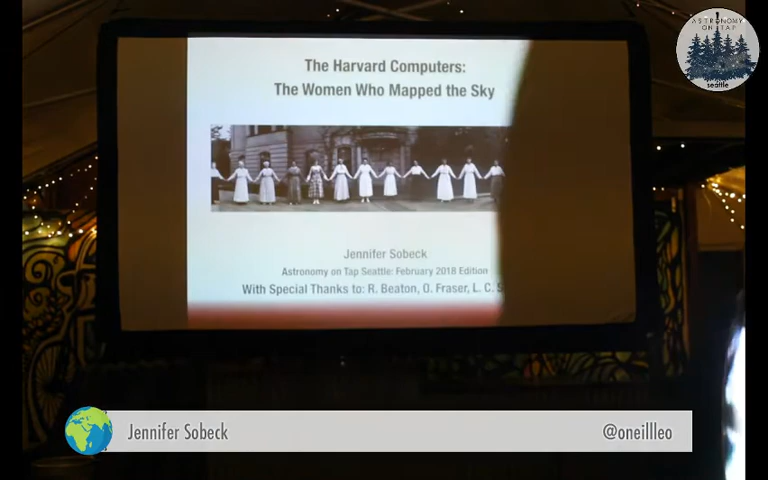 ASTRONOMY
ON TAP
seattle
The Harvard Computers:
The Women Who Mapped the Sky
Jennifer Sobeck
Astronomy on Tap Seattle: February 2018 Edition
With Special Thanks to: R. Beaton, O. Fraser, L. C.
Jennifer Sobeck
@oneillleo